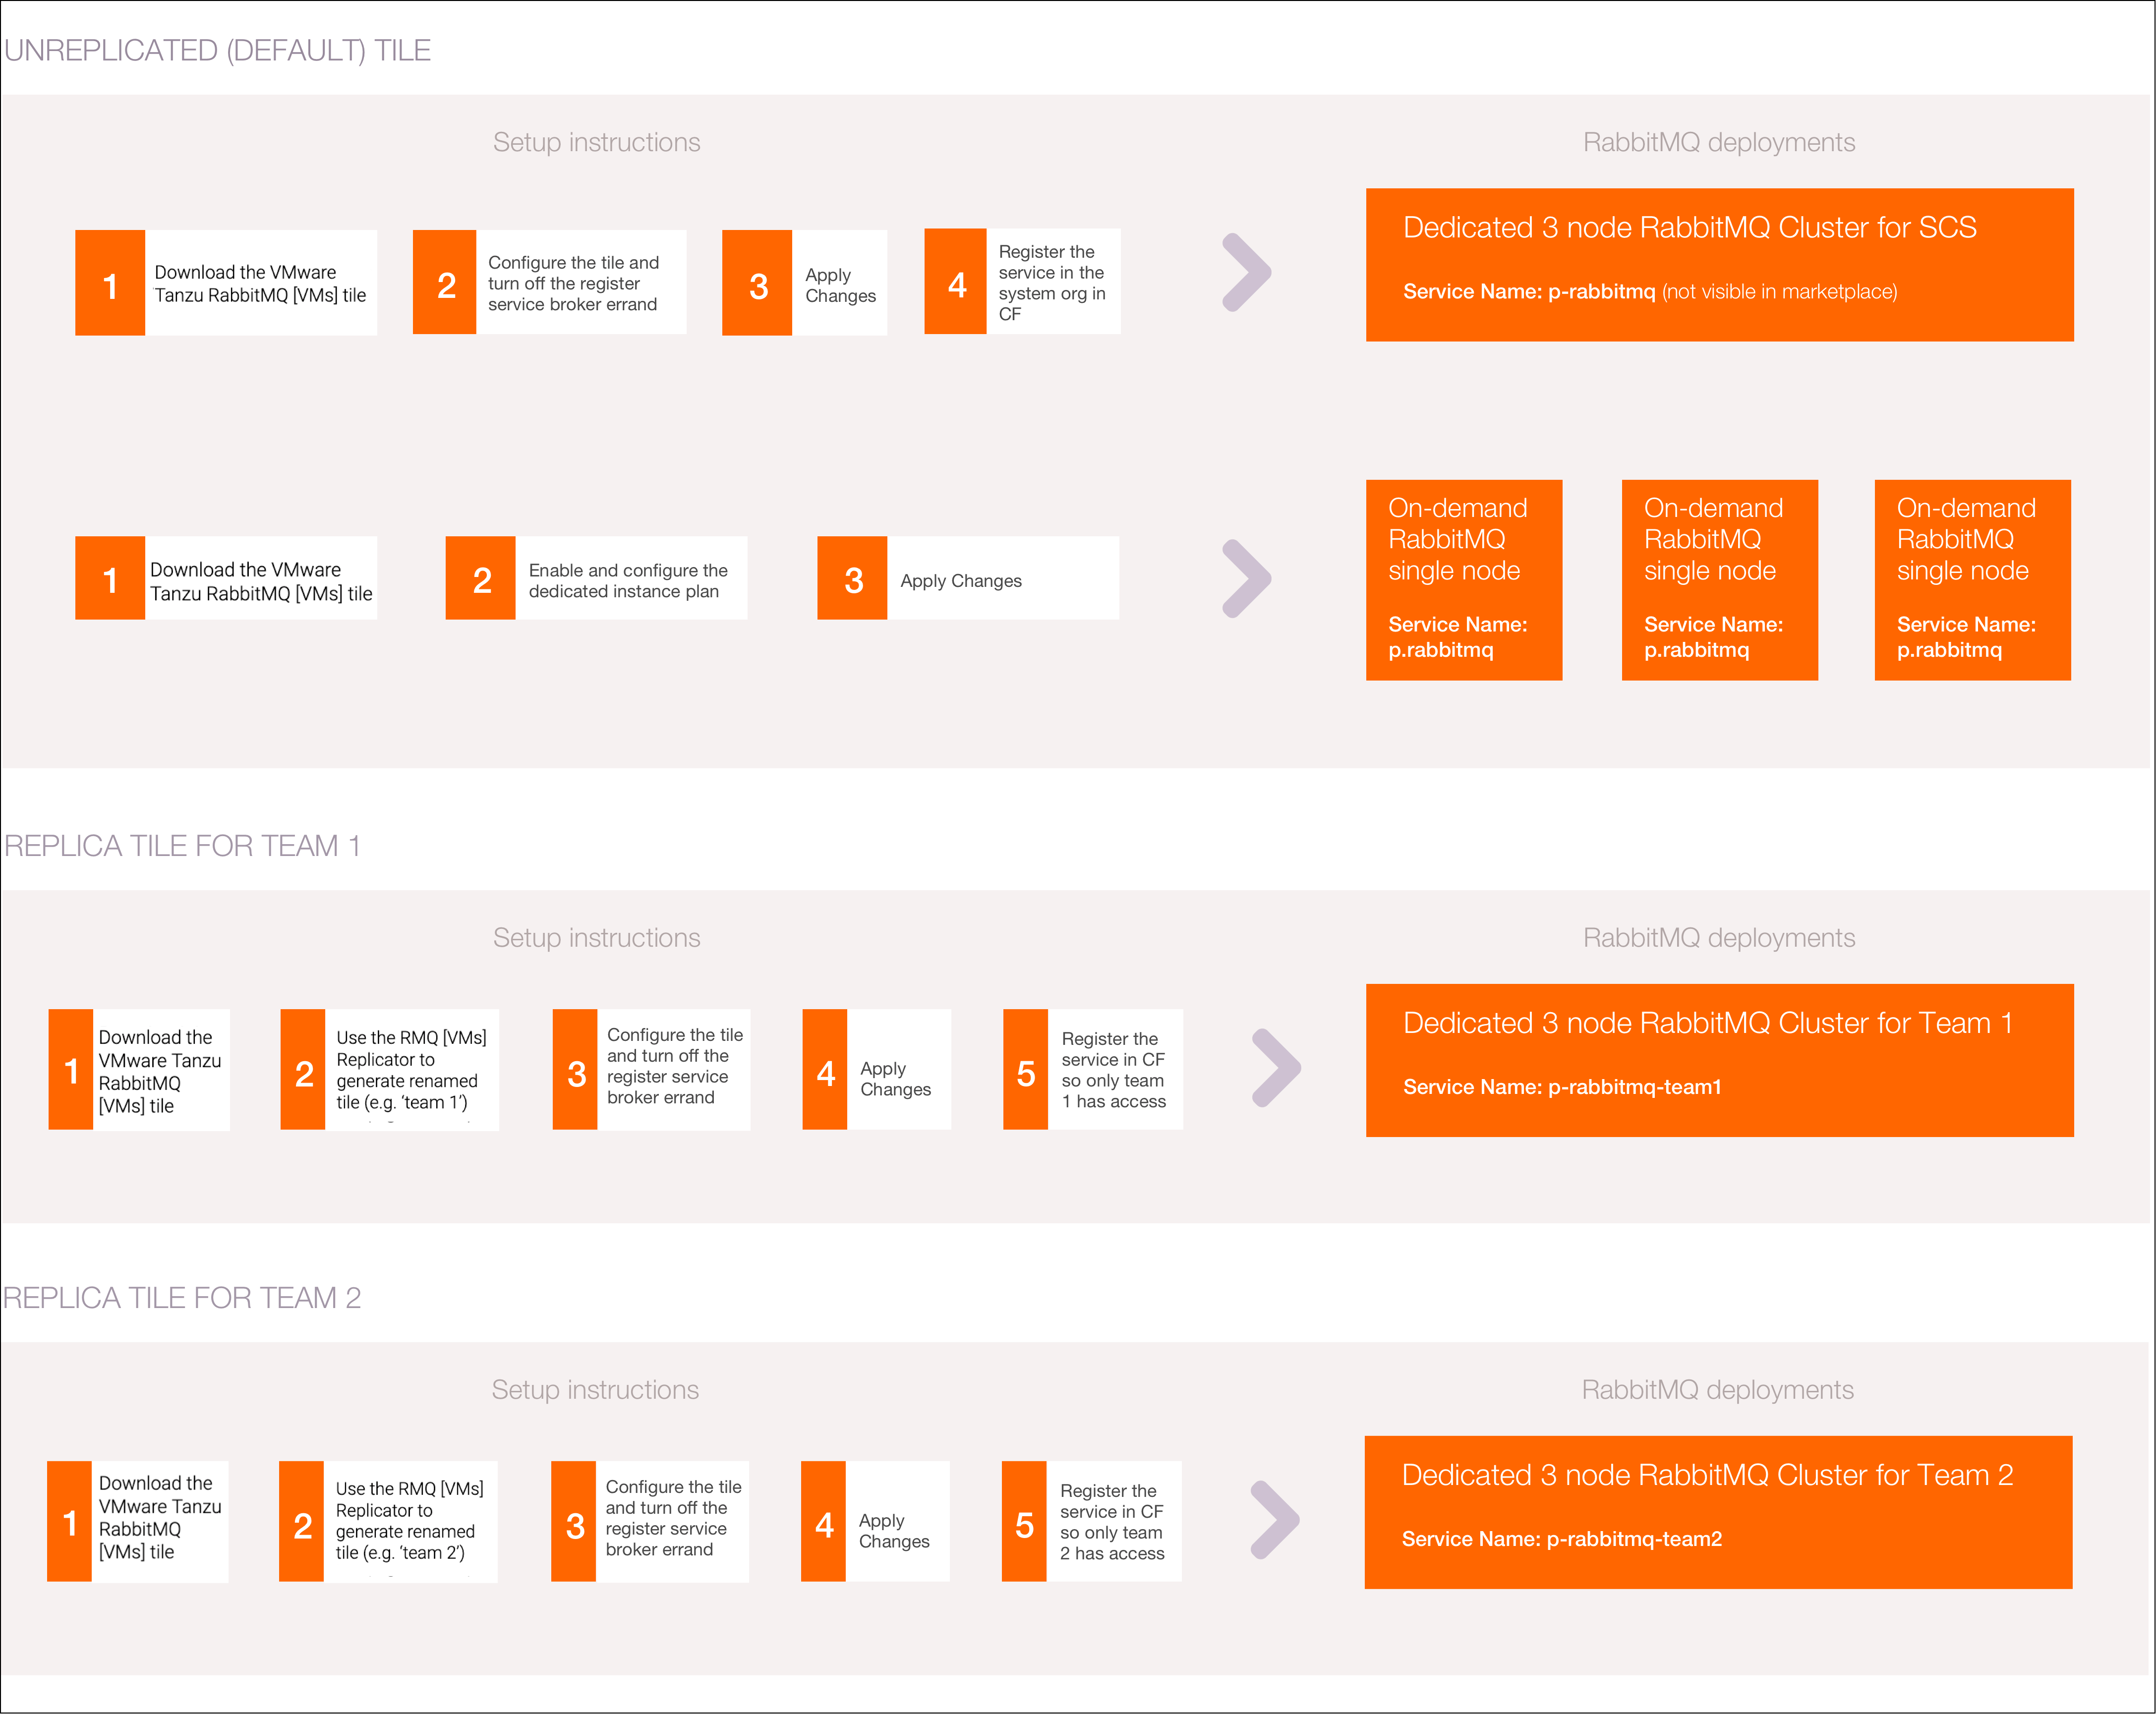 UNREPLICATED (DEFAULT) TILE
Setup instructions
RabbitMQ deployments
1
Download the VMware
Tanzu RabbitMQ [VMs] tile
2
Configure the tile and
turn off the register
service broker errand
3
Apply
Changes
4
Register the
service in the
system org in
CF
Dedicated 3 node RabbitMQ Cluster for SCS
Service Name: p-rabbitmq (not visible in marketplace)
1
Download the VMware
Tanzu RabbitMQ [VMs] tile
2
Enable and configure the
dedicated instance plan
3
Apply Changes
On-demand
RabbitMQ
single node
Service Name:
p.rabbitmq
On-demand
RabbitMQ
single node
Service Name:
p.rabbitmq
On-demand
RabbitMQ
single node
Service Name:
p.rabbitmq
REPLICA TILE FOR TEAM 1
Setup instructions
RabbitMQ deployments
1
Download the
VMware Tanzu
RabbitMQ
[VMs] tile
2
Use the RMQ [VMs]
Replicator to
generate renamed
tile (e.g. ‘team 1’)
3
Configure the tile
and turn off the
register service
broker errand
4
Apply
Changes
5
Register the
service in CF
so only team
1 has access
Dedicated 3 node RabbitMQ Cluster for Team 1
Service Name: p-rabbitmq-team1
REPLICA TILE FOR TEAM 2
Setup instructions
RabbitMQ deployments
1
Download the
VMware Tanzu
RabbitMQ
[VMs] tile
2
Use the RMQ [VMs]
Replicator to
generate renamed
tile (e.g. ‘team 2’)
3
Configure the tile
and turn off the
register service
broker errand
4
Apply
Changes
5
Register the
service in CF
so only team
2 has access
Dedicated 3 node RabbitMQ Cluster for Team 2
Service Name: p-rabbitmq-team2